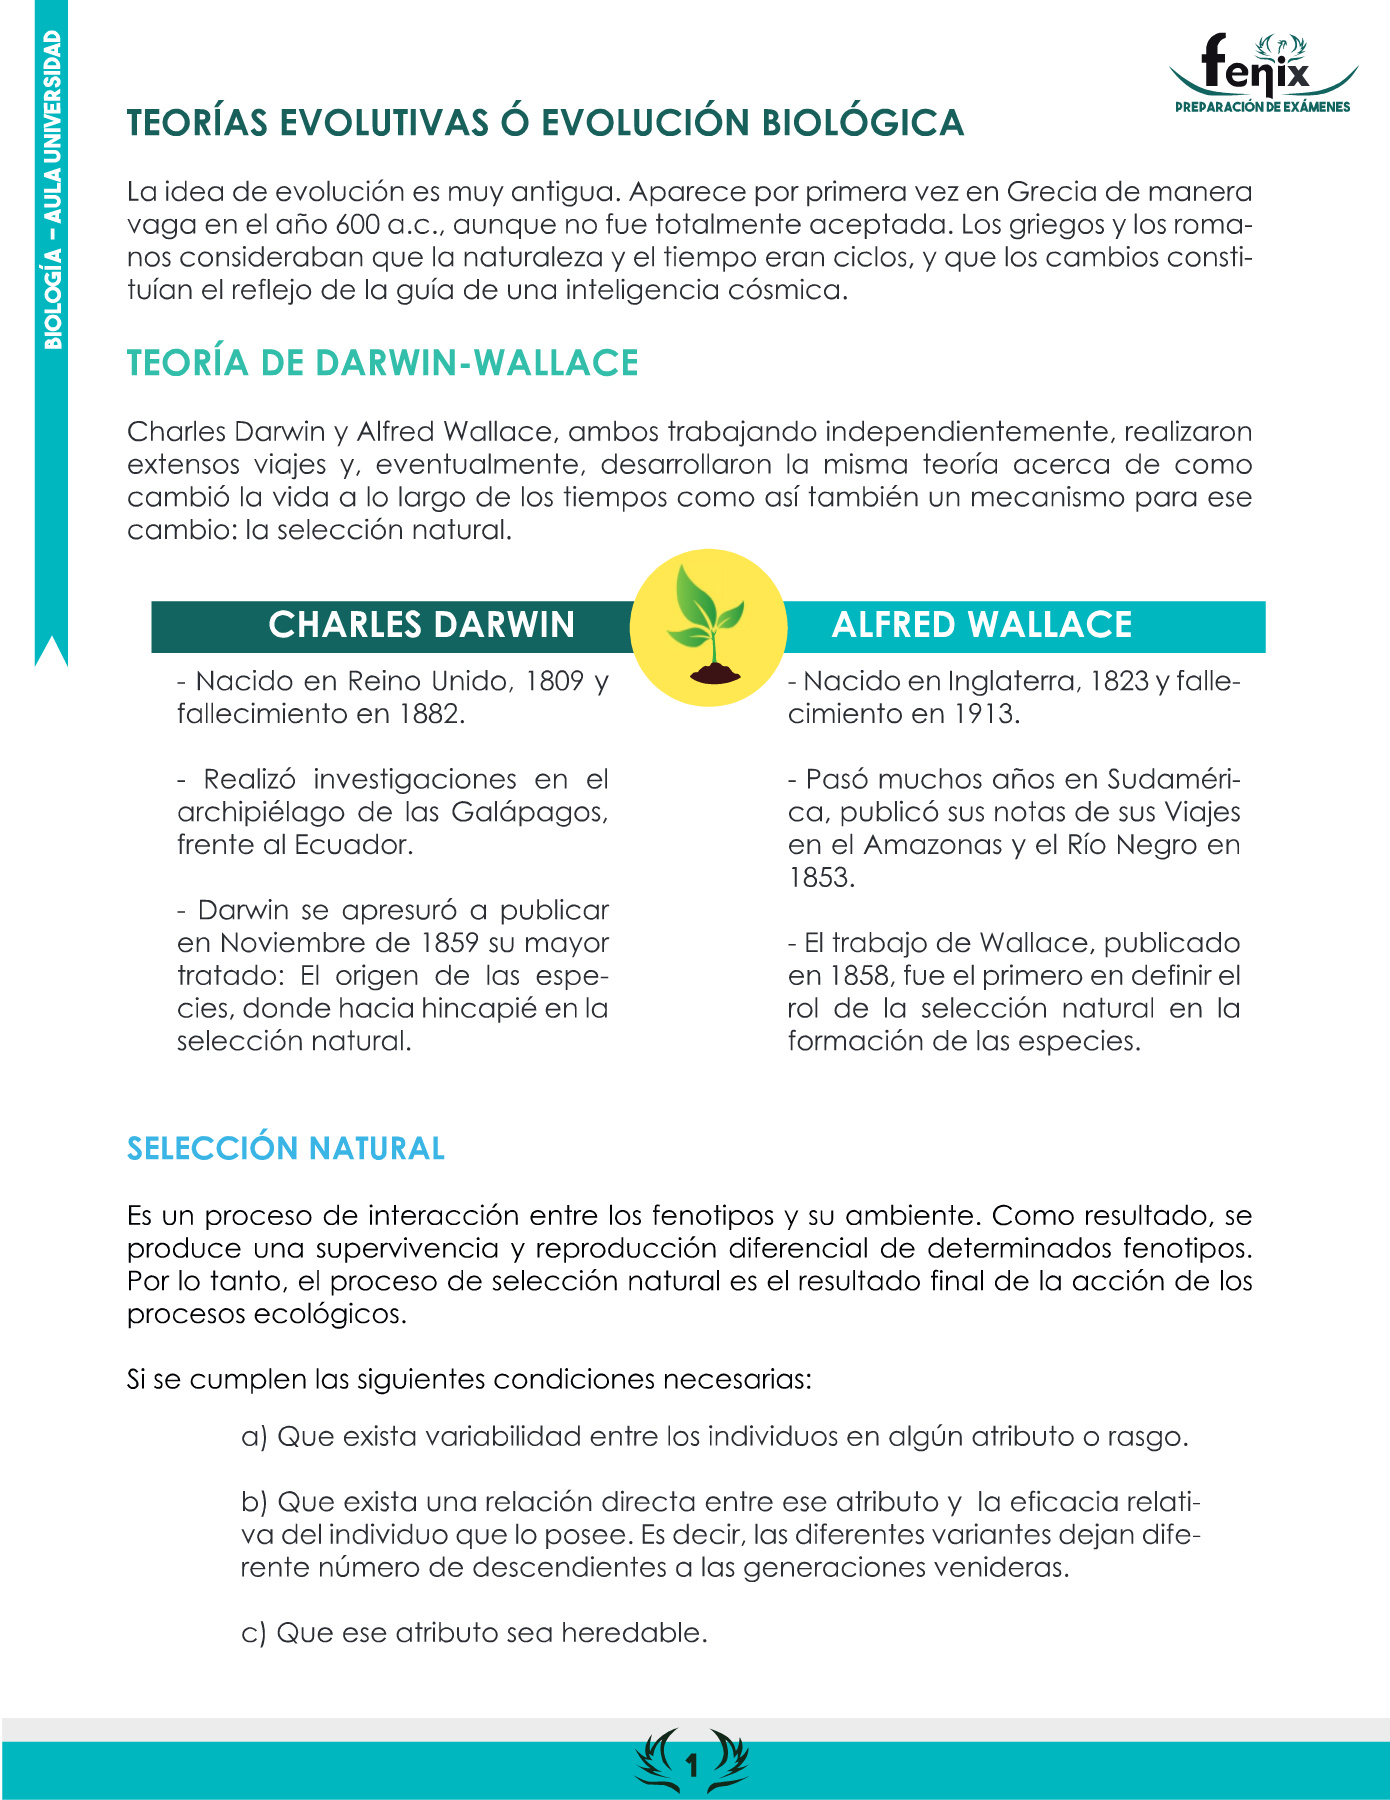 BIOLOGÍA – AULA UNIVERSIDAD
fenix
PREPARACIÓN DE EXÁMENES
TEORÍAS EVOLUTIVAS Ó EVOLUCIÓN BIOLÓGICA
La idea de evolución es muy antigua. Aparece por primera vez en Grecia de manera
vaga en el año 600 a.c., aunque no fue totalmente aceptada. Los griegos y los roma-
nos consideraban que la naturaleza y el tiempo eran ciclos, y que los cambios consti-
tuían el reflejo de la guía de una inteligencia cósmica.
TEORÍA DE DARWIN-WALLACE
Charles Darwin y Alfred Wallace, ambos trabajando independientemente, realizaron
extensos viajes y, eventualmente, desarrollaron la misma teoría acerca de como
cambió la vida a lo largo de los tiempos como así también un mecanismo para ese
cambio: la selección natural.
CHARLES DARWIN
- Nacido en Reino Unido, 1809 y
fallecimiento en 1882.
- Realizó investigaciones en el
archipiélago de las Galápagos,
frente al Ecuador.
- Darwin se apresuró a publicar
en Noviembre de 1859 su mayor
tratado: El origen de las espe-
cies, donde hacia hincapié en la
selección natural.
ALFRED WALLACE
- Nacido en Inglaterra, 1823 y falle-
cimiento en 1913.
- Pasó muchos años en Sudaméri-
ca, publicó sus notas de sus Viajes
en el Amazonas y el Río Negro en
1853.
- El trabajo de Wallace, publicado
en 1858, fue el primero en definir el
rol de la selección natural en la
formación de las especies.
SELECCIÓN NATURAL
Es un proceso de interacción entre los fenotipos y su ambiente. Como resultado, se
produce una supervivencia y reproducción diferencial de determinados fenotipos.
Por lo tanto, el proceso de selección natural es el resultado final de la acción de los
procesos ecológicos.
Si se cumplen las siguientes condiciones necesarias:
a) Que exista variabilidad entre los individuos en algún atributo o rasgo.
b) Que exista una relación directa entre ese atributo y  la eficacia relati-
va del individuo que lo posee. Es decir, las diferentes variantes dejan dife-
rente número de descendientes a las generaciones venideras.
c) Que ese atributo sea heredable.
1